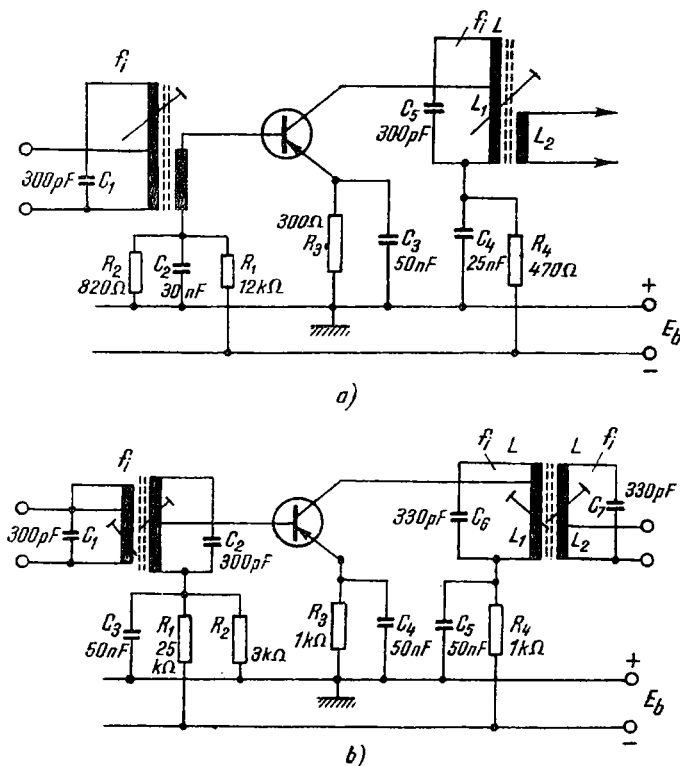 f_i
300pF
C_1
R_2
820Ω
C_2
30nF
R_1
12kΩ
300Ω
R_3
C_3
50nF
f_i
L
C_5
300pF
L_1
L_2
C_4
25nF
R_4
470Ω
+
E_b
−
a)
f_i
300pF
C_1
C_2
300pF
C_3
50nF
R_1
25
kΩ
R_2
3kΩ
R_3
1kΩ
C_4
50nF
f_i
L
L
f_i
330pF
C_6
L_1
L_2
C_7
330pF
C_5
50nF
R_4
1kΩ
+
E_b
−
b)